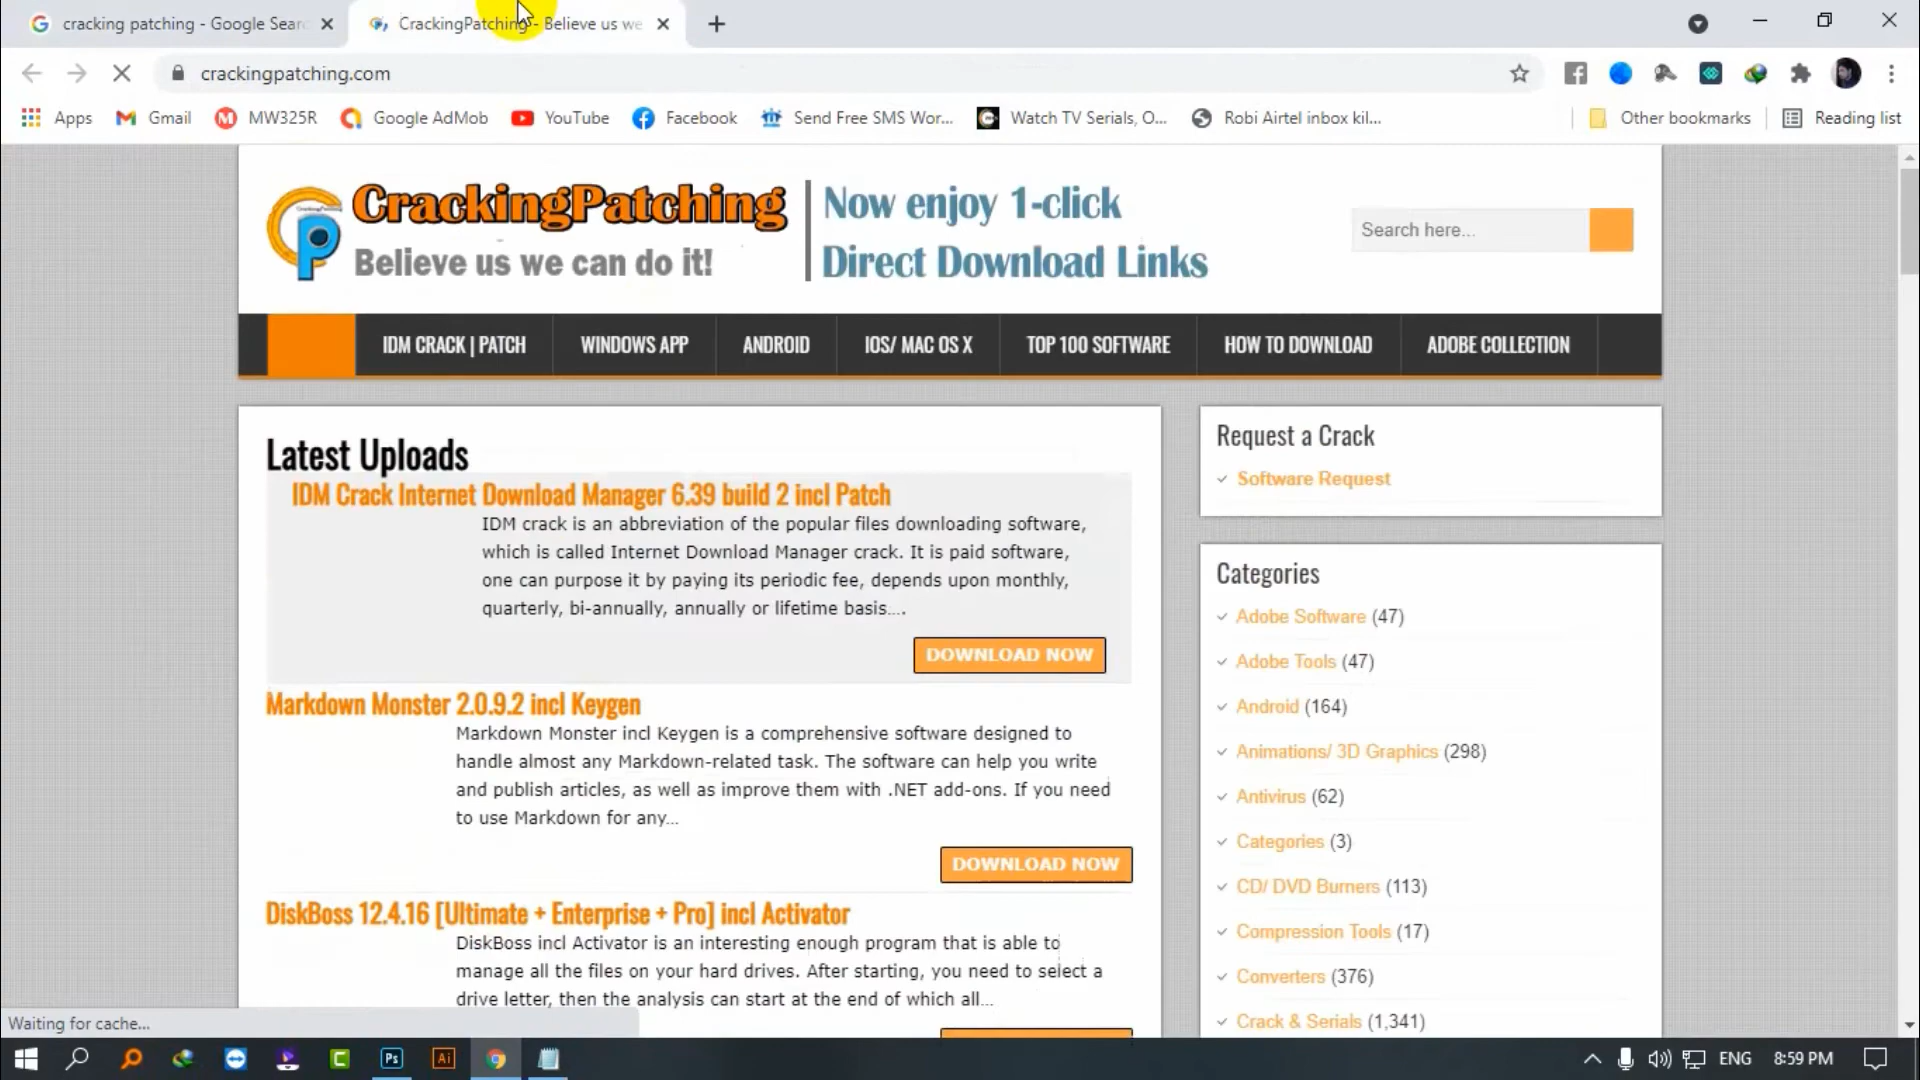 cracking patching - Google Sear
CrackingPatching - Believe us we
crackingpatching.com
Apps
Gmail
MW325R
Google AdMob
YouTube
Facebook
Send Free SMS Wor...
Watch TV Serials, O...
Robi Airtel inbox kil...
Other bookmarks
Reading list
CrackingPatching
Believe us we can do it!
Now enjoy 1-click
Direct Download Links
Search here...
IDM CRACK | PATCH
WINDOWS APP
ANDROID
IOS/ MAC OS X
TOP 100 SOFTWARE
HOW TO DOWNLOAD
ADOBE COLLECTION
Latest Uploads
IDM Crack Internet Download Manager 6.39 build 2 incl Patch
IDM crack is an abbreviation of the popular files downloading software,
which is called Internet Download Manager crack. It is paid software,
one can purpose it by paying its periodic fee, depends upon monthly,
quarterly, bi-annually, annually or lifetime basis....
DOWNLOAD NOW
Markdown Monster 2.0.9.2 incl Keygen
Markdown Monster incl Keygen is a comprehensive software designed to
handle almost any Markdown-related task. The software can help you write
and publish articles, as well as improve them with .NET add-ons. If you need
to use Markdown for any...
DOWNLOAD NOW
DiskBoss 12.4.16 [Ultimate + Enterprise + Pro] incl Activator
DiskBoss incl Activator is an interesting enough program that is able to
manage all the files on your hard drives. After starting, you need to select a
drive letter, then the analysis can start at the end of which all...
Request a Crack
Software Request
Categories
Adobe Software (47)
Adobe Tools (47)
Android (164)
Animations/ 3D Graphics (298)
Antivirus (62)
Categories (3)
CD/ DVD Burners (113)
Compression Tools (17)
Converters (376)
Crack & Serials (1,341)
Waiting for cache...
Ps
Ai
ENG
8:59 PM